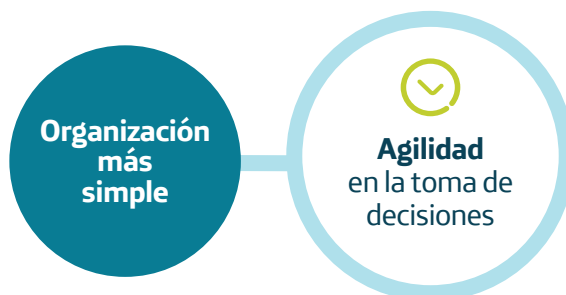 Organización
más
simple
Agilidad
en la toma de
decisiones